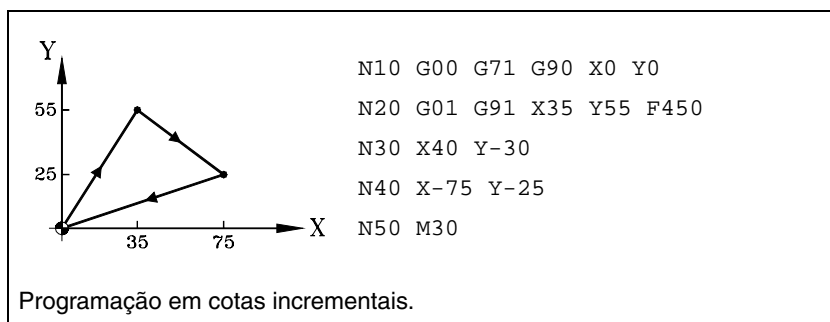 Y
55
25
35
75
X
N10 G00 G71 G90 X0 Y0
N20 G01 G91 X35 Y55 F450
N30 X40 Y-30
N40 X-75 Y-25
N50 M30
Programação em cotas incrementais.